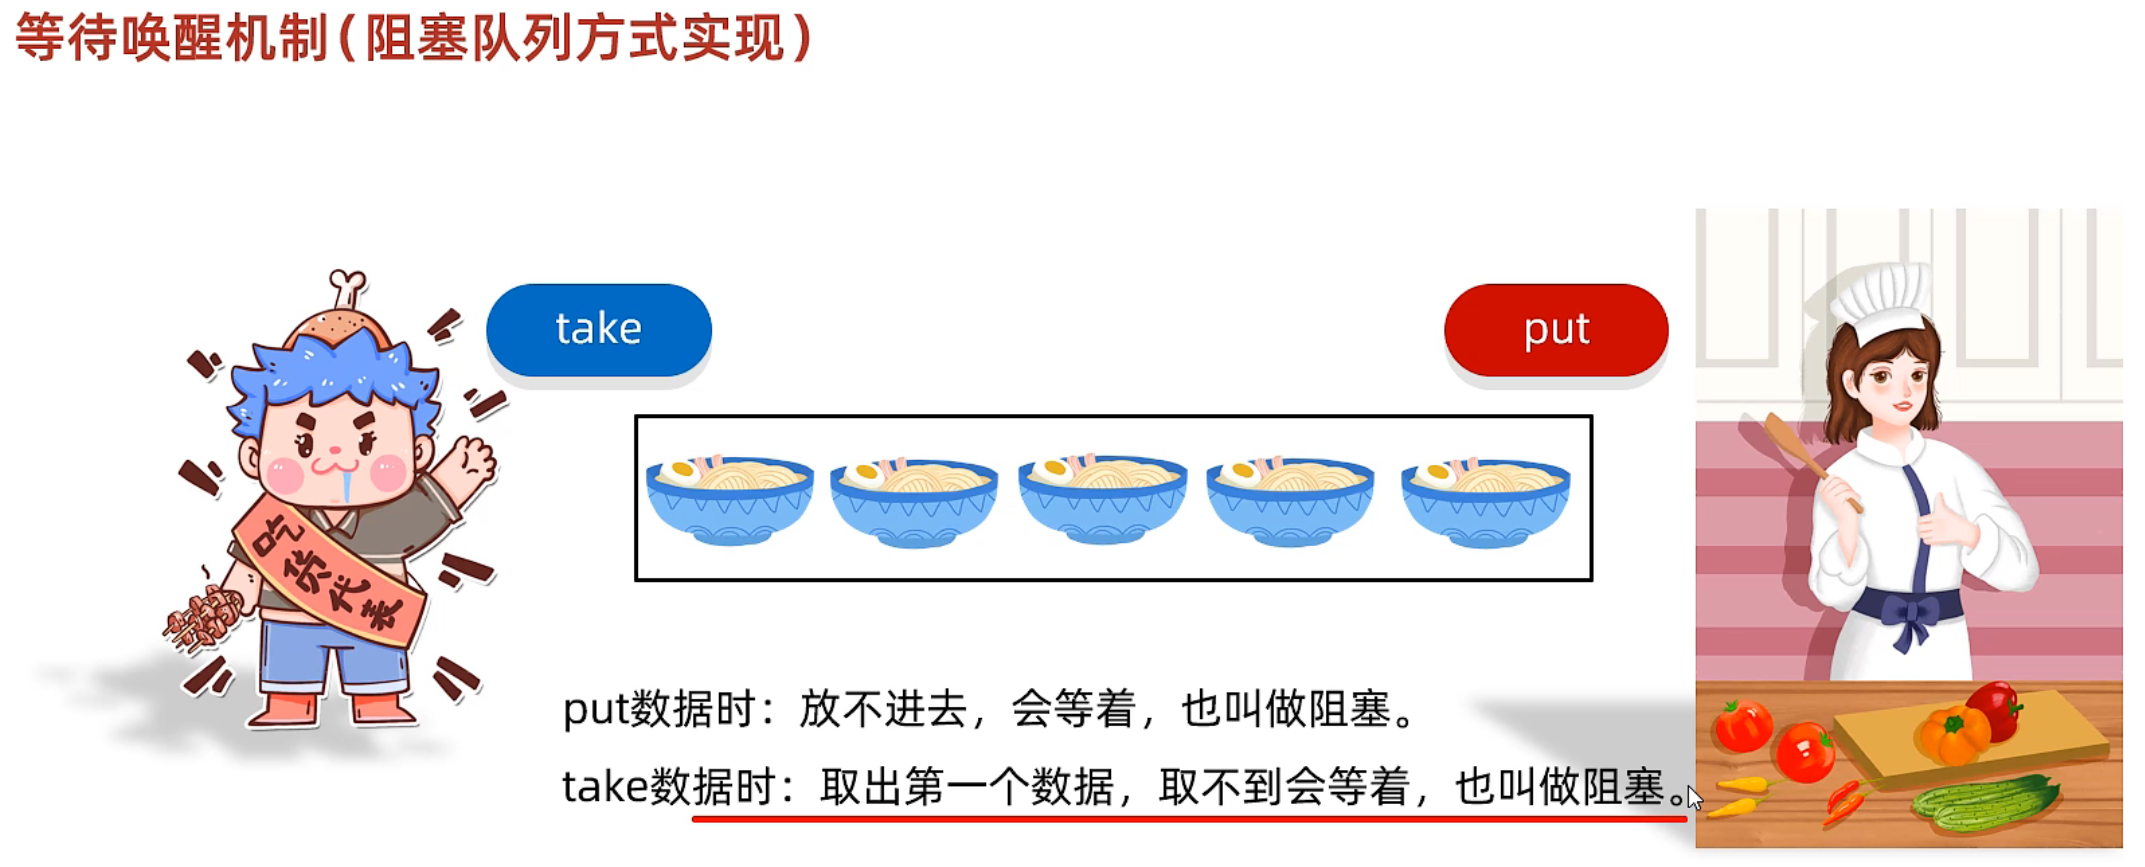 等待唤醒机制(阻塞队列方式实现)
take
put
吃货代表
put数据时：放不进去，会等着，也叫做阻塞。
take数据时：取出第一个数据，取不到会等着，也叫做阻塞。